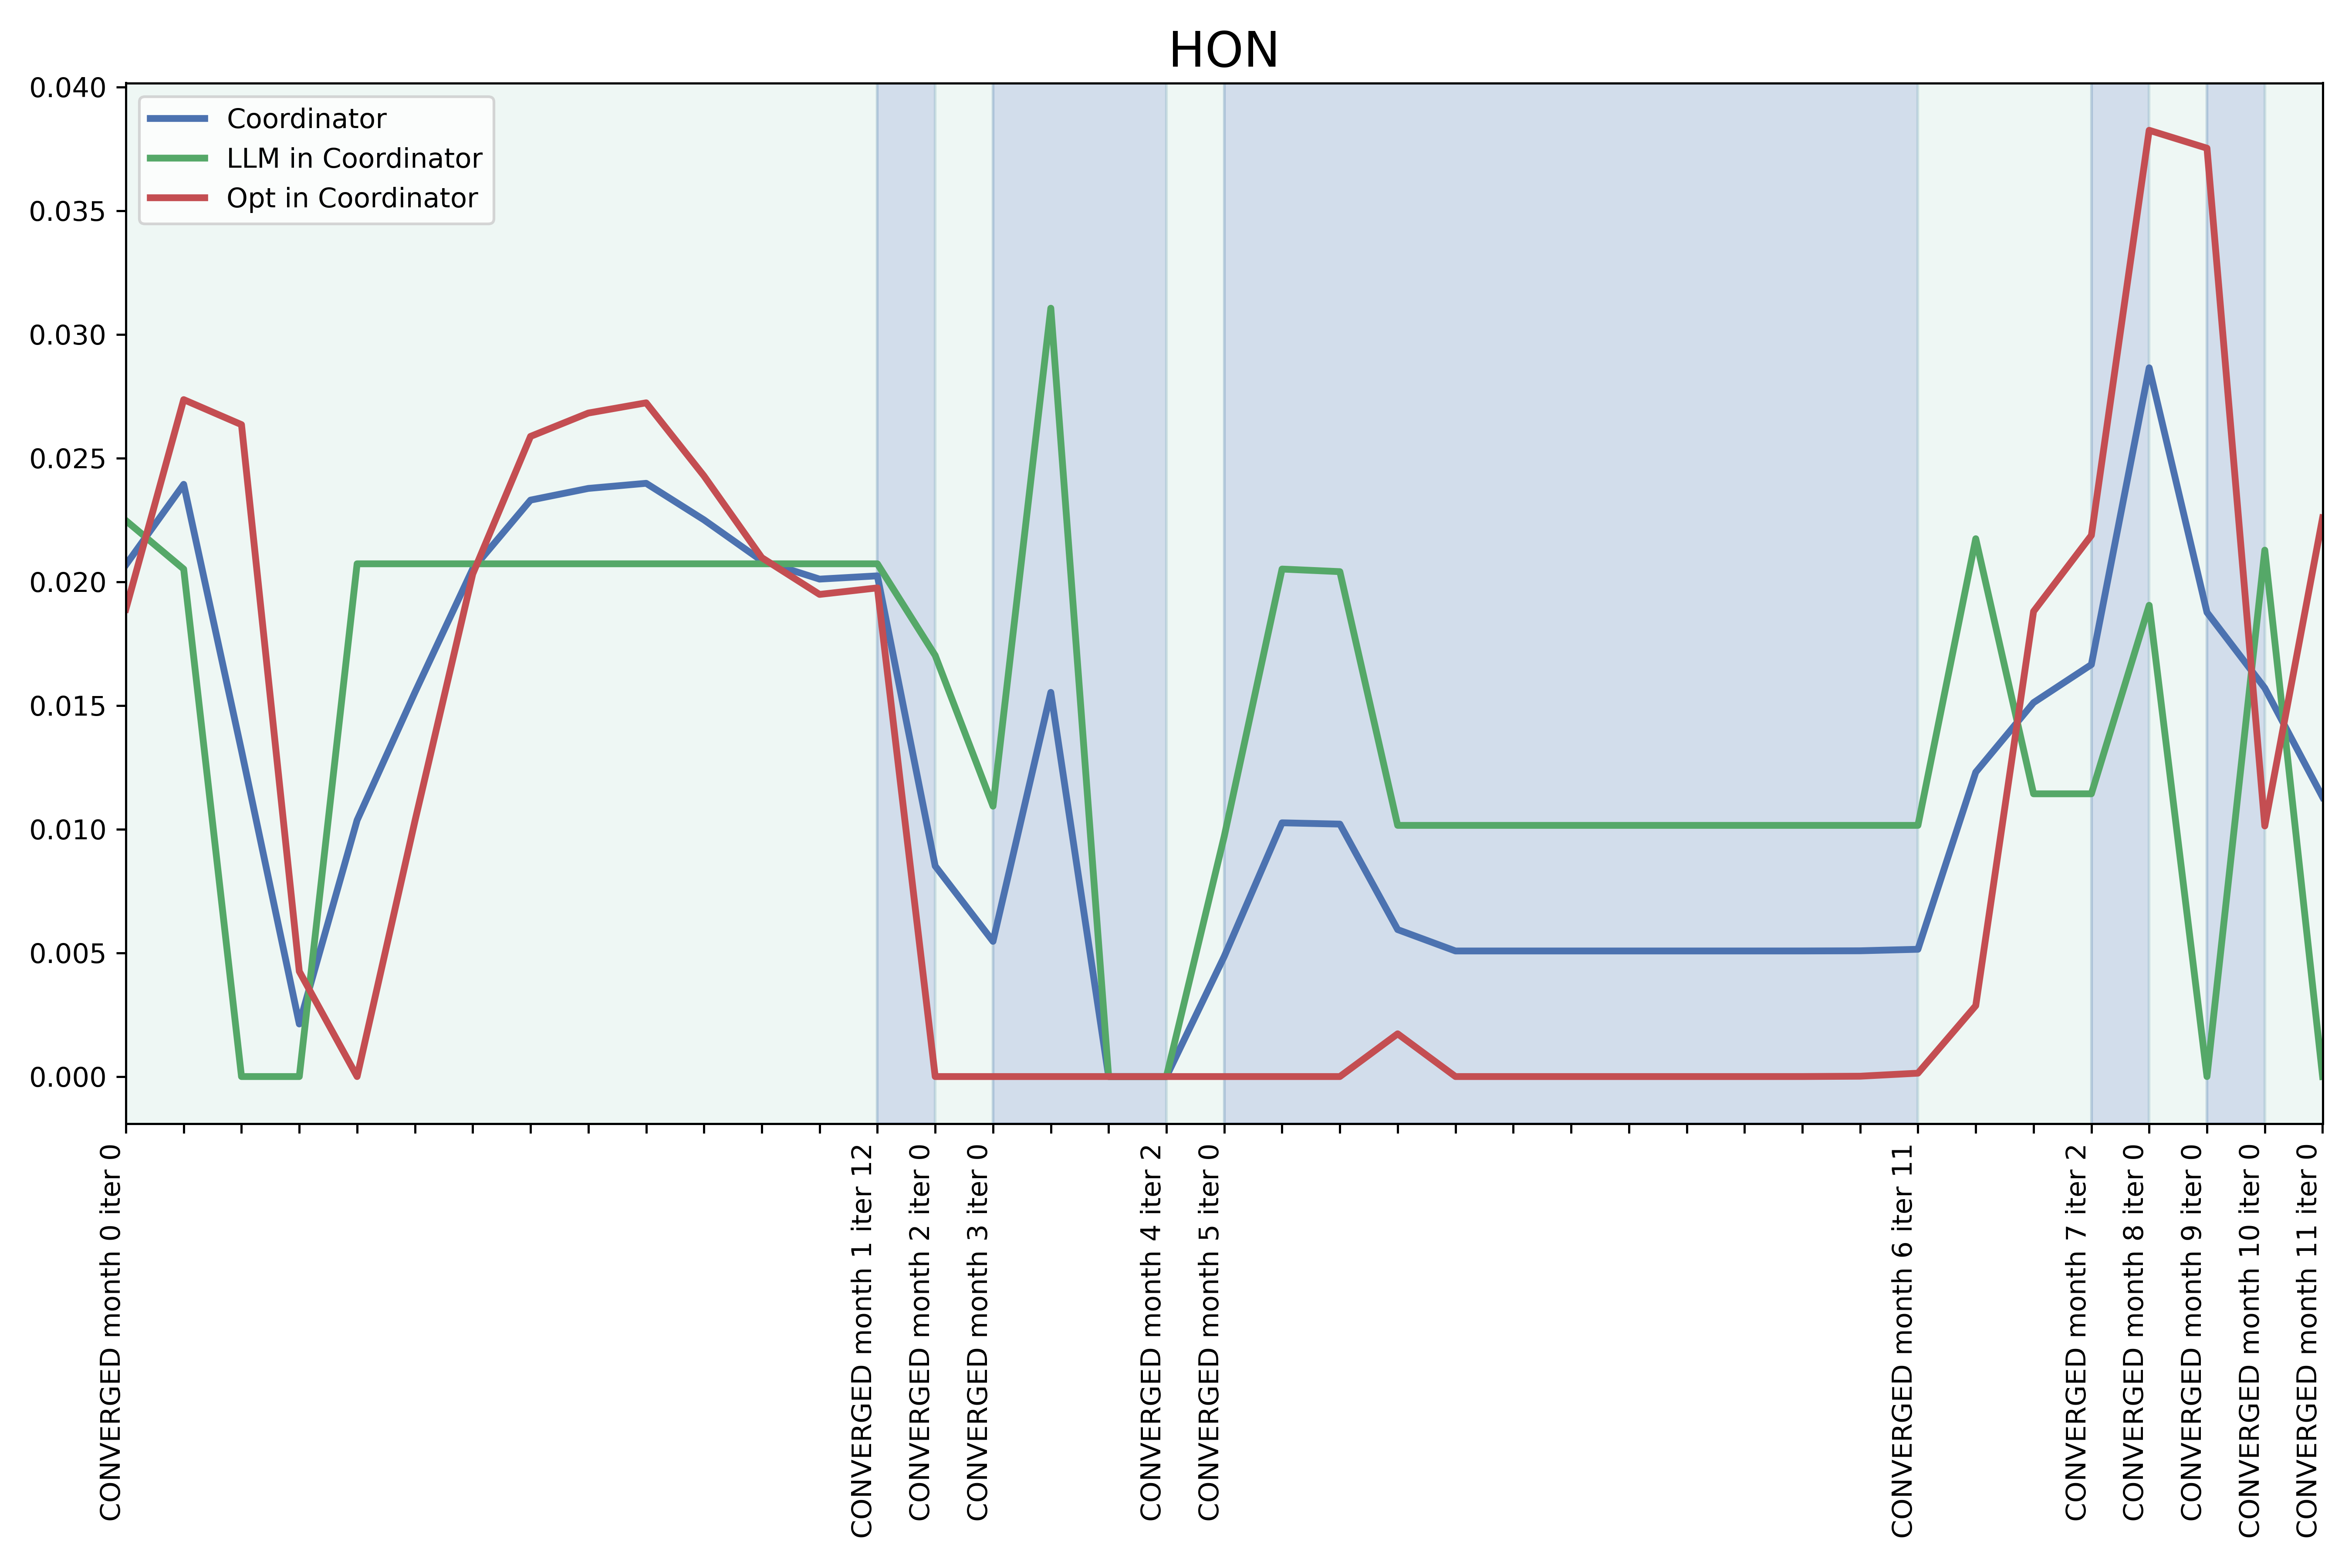 HON
0.040
0.035
0.030
0.025
0.020
0.015
0.010
0.005
0.000
Coordinator
LLM in Coordinator
Opt in Coordinator
CONVERGED month 0 iter 0
CONVERGED month 1 iter 12
CONVERGED month 2 iter 0
CONVERGED month 3 iter 0
CONVERGED month 4 iter 2
CONVERGED month 5 iter 0
CONVERGED month 6 iter 11
CONVERGED month 7 iter 2
CONVERGED month 8 iter 0
CONVERGED month 9 iter 0
CONVERGED month 10 iter 0
CONVERGED month 11 iter 0